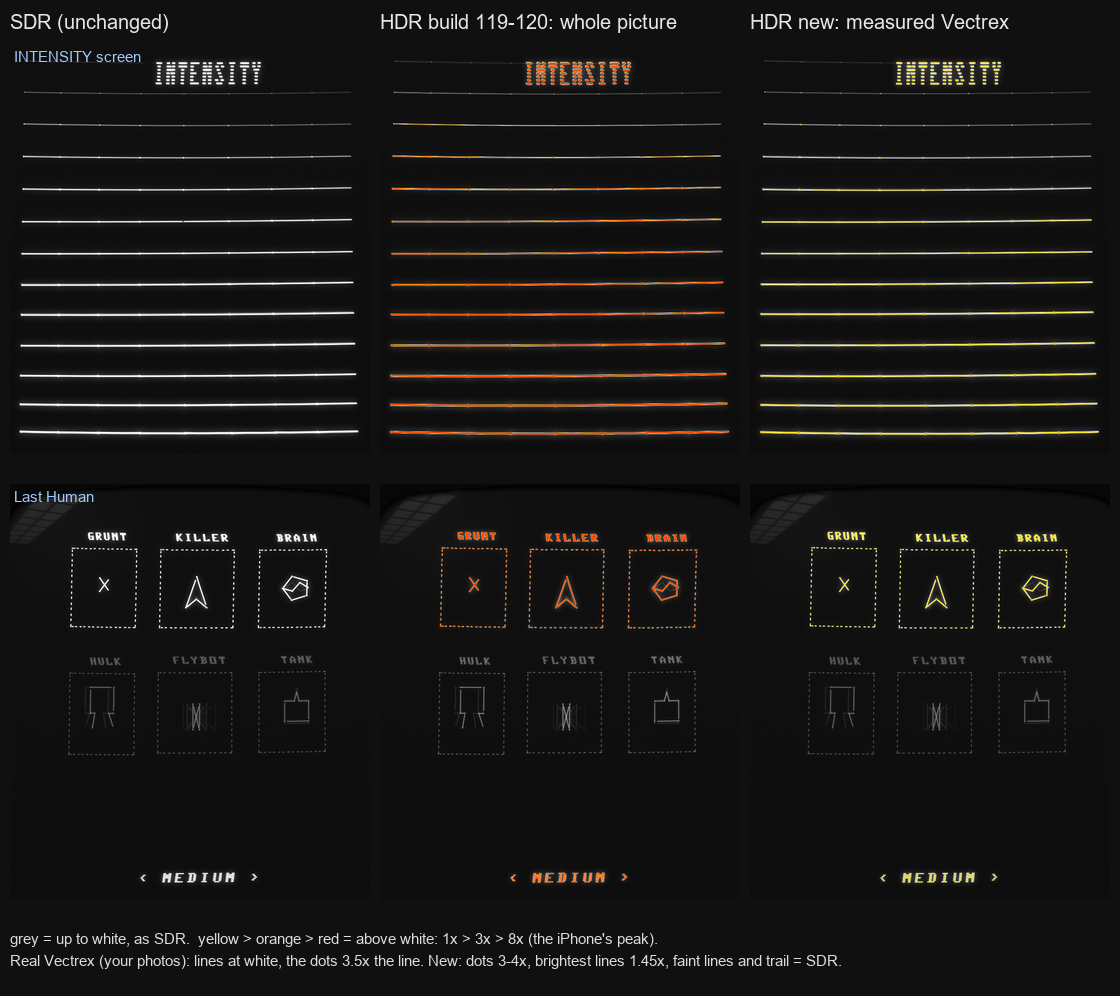 SDR (unchanged)
HDR build 119-120: whole picture
HDR new: measured Vectrex
INTENSITY screen
INTENSITY
INTENSITY
INTENSITY
Last Human
GRUNT KILLER BRAIN
HULK FLYBOT TANK
< MEDIUM >
GRUNT KILLER BRAIN
HULK FLYBOT TANK
< MEDIUM >
GRUNT KILLER BRAIN
HULK FLYBOT TANK
< MEDIUM >
grey = up to white, as SDR.  yellow > orange > red = above white: 1x > 3x > 8x (the iPhone's peak).
Real Vectrex (your photos): lines at white, the dots 3.5x the line. New: dots 3-4x, brightest lines 1.45x, faint lines and trail = SDR.